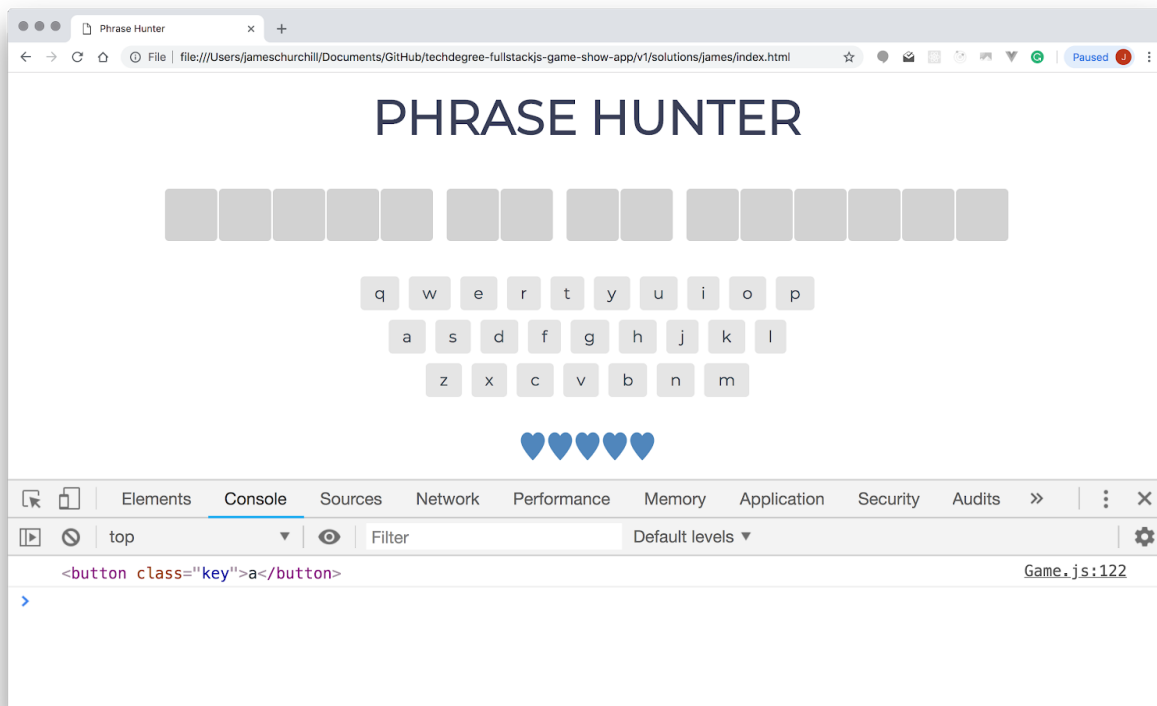 Phrase Hunter
File file:///Users/jameschurchill/Documents/GitHub/techdegree-fullstackjs-game-show-app/v1/solutions/james/index.html Paused J
PHRASE HUNTER
q w e r t y u i o p
a s d f g h j k l
z x c v b n m
Elements Console Sources Network Performance Memory Application Security Audits »
top Filter Default levels
<button class="key">a</button> Game.js:122